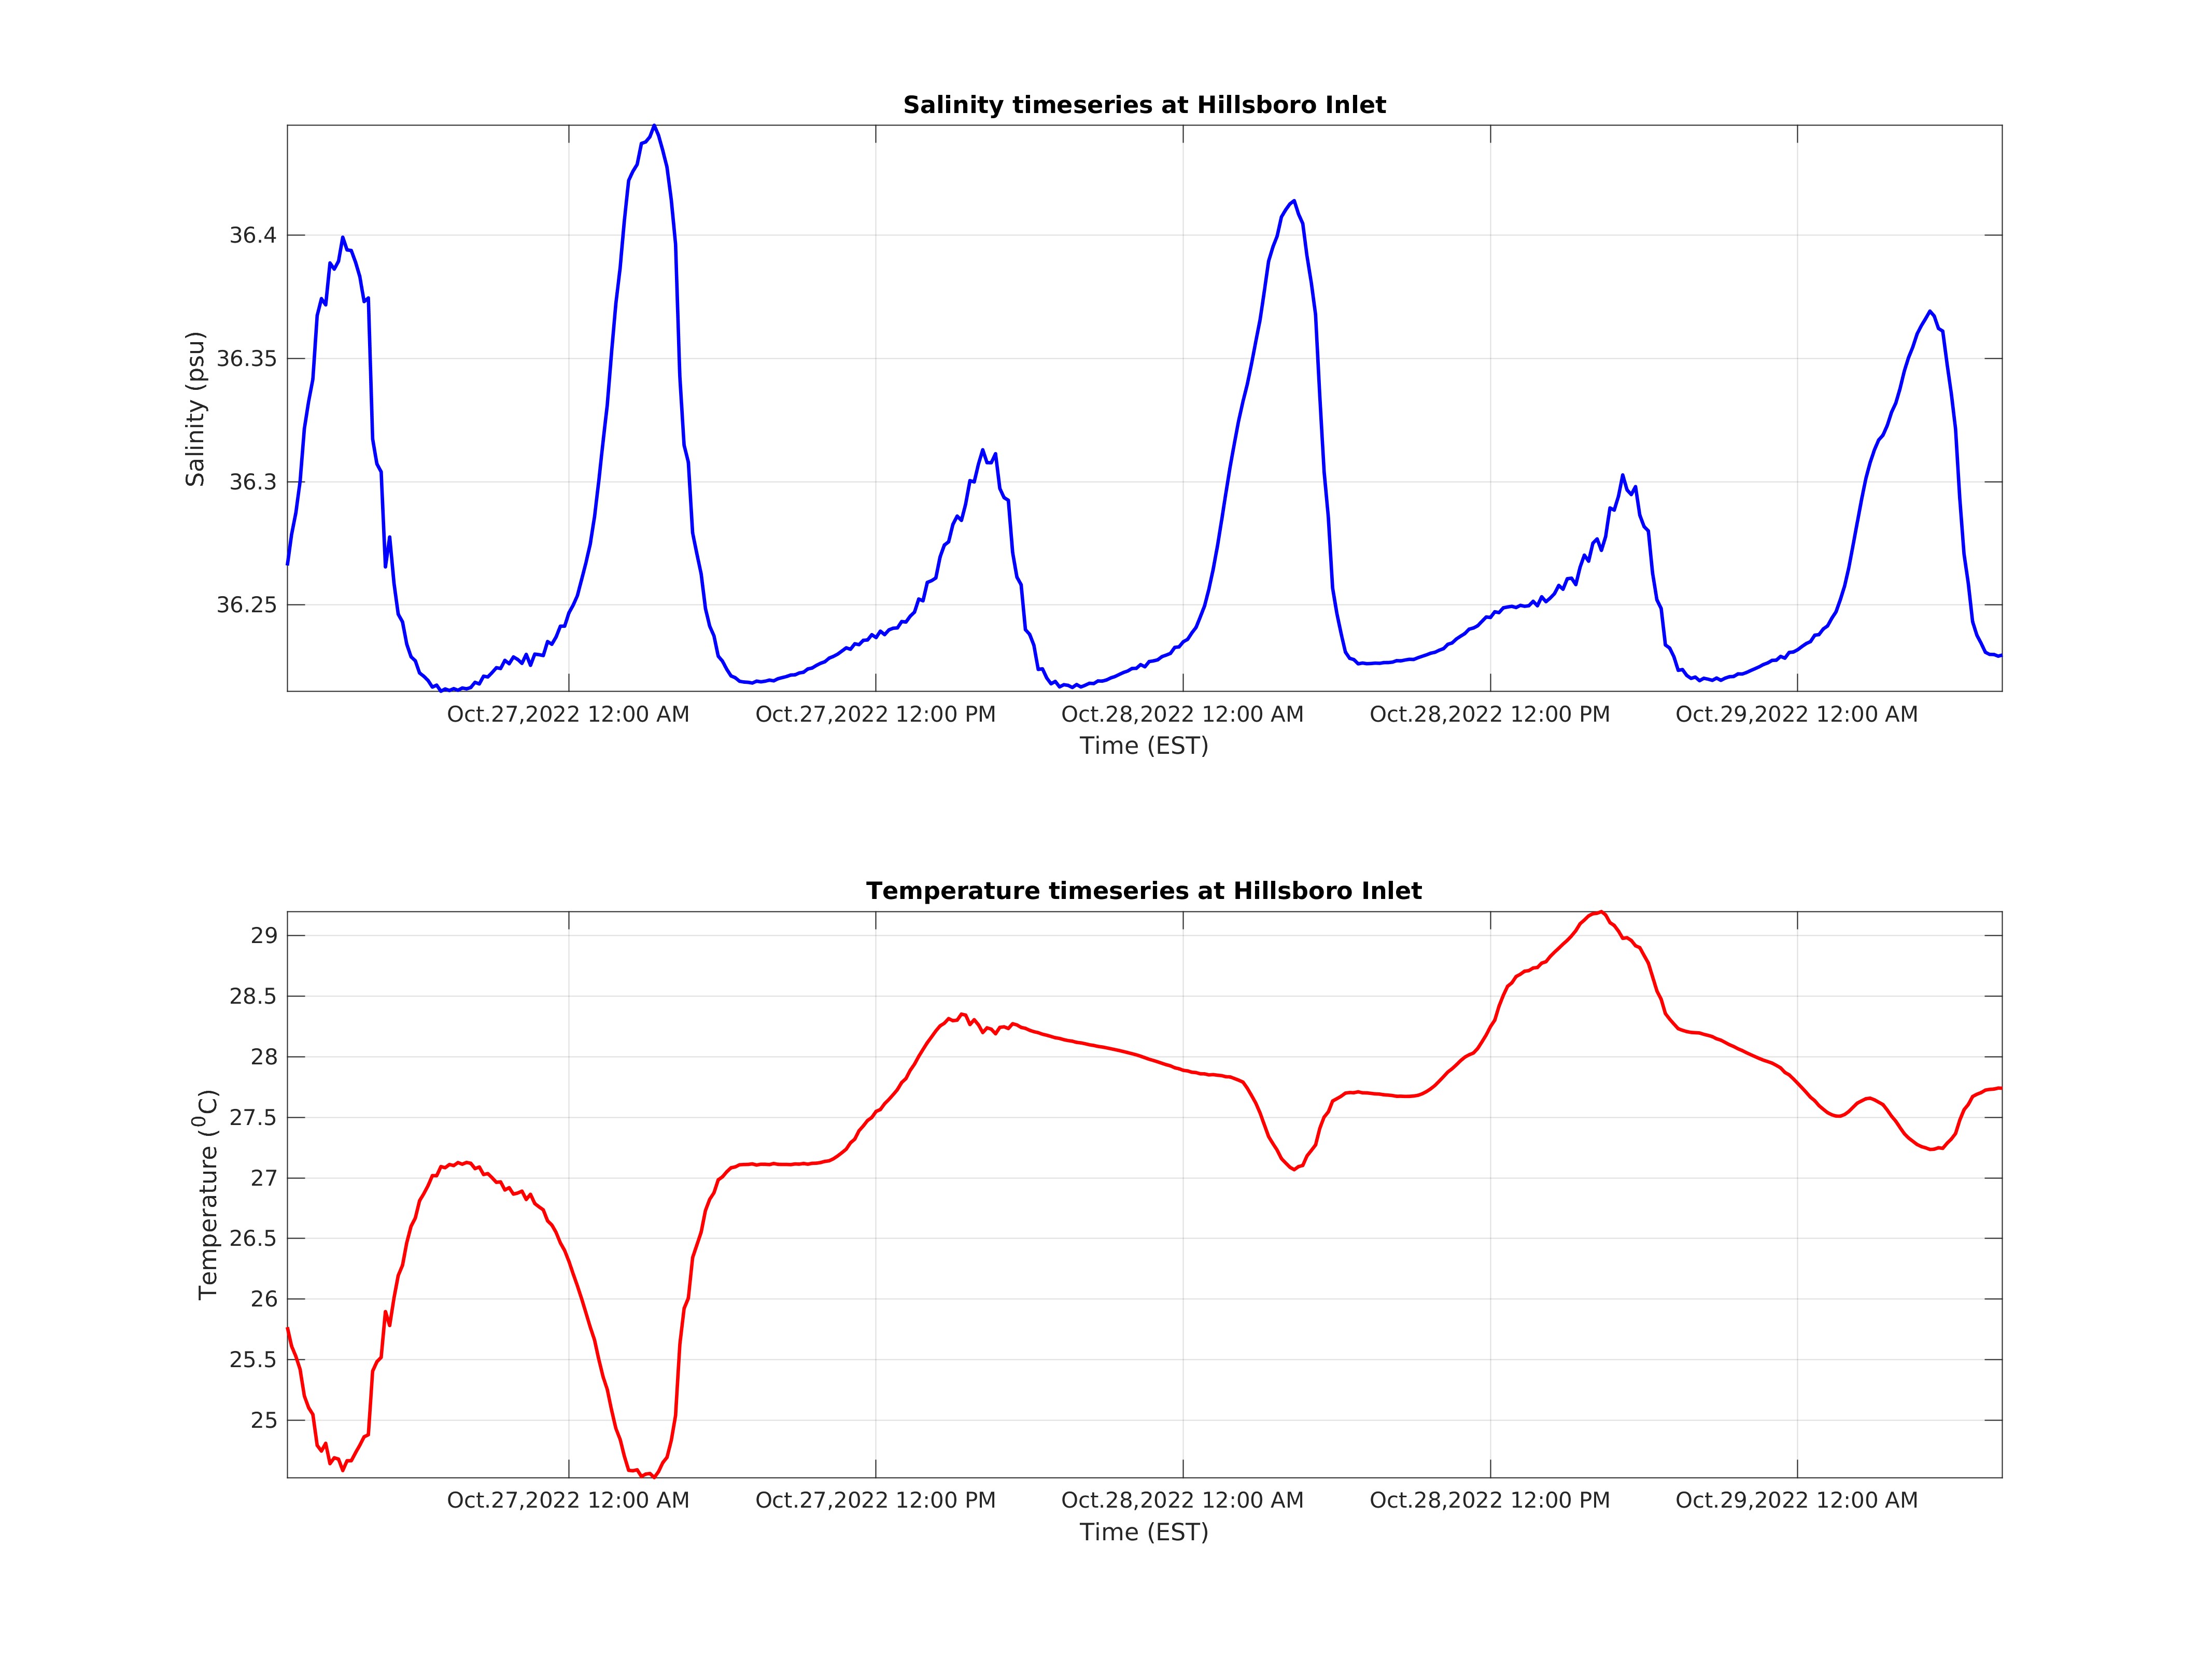 Salinity timeseries at Hillsboro Inlet
Salinity (psu)
36.4
36.35
36.3
36.25
Oct.27,2022 12:00 AM
Oct.27,2022 12:00 PM
Oct.28,2022 12:00 AM
Oct.28,2022 12:00 PM
Oct.29,2022 12:00 AM
Time (EST)
Temperature timeseries at Hillsboro Inlet
Temperature (⁰C)
29
28.5
28
27.5
27
26.5
26
25.5
25
Oct.27,2022 12:00 AM
Oct.27,2022 12:00 PM
Oct.28,2022 12:00 AM
Oct.28,2022 12:00 PM
Oct.29,2022 12:00 AM
Time (EST)